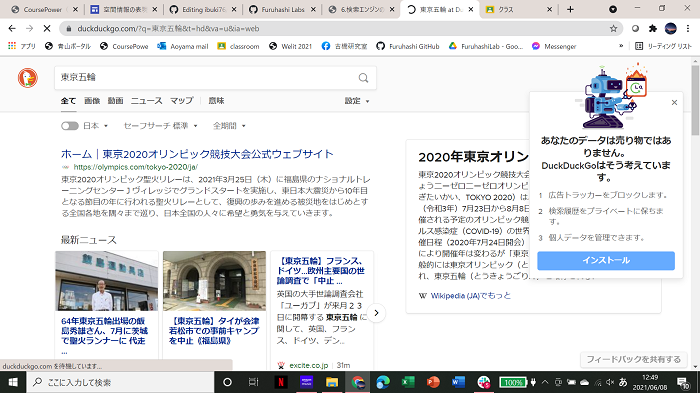 CoursePower
空間情報の表現
Editing ibuki76
Furuhashi Labs
6.検索エンジンの
東京五輪 at Du
クラス
duckduckgo.com/?q=東京五輪&t=hd&va=u&ia=web
アプリ
青山ポータル
CoursePowe
Aoyama mail
classroom
Welit 2021
古橋研究室
Furuhashi GitHub
FuruhashiLab - Goo...
Messenger
»
リーディング リスト
東京五輪
全て 画像 動画 ニュース マップ 意味
設定
日本
セーフサーチ 標準
全期間
ホーム | 東京2020オリンピック競技大会公式ウェブサイト
https://olympics.com/tokyo-2020/ja/
東京2020オリンピック聖火リレーは、2021年3月25日（木）に福島県のナショナルトレ
ーニングセンターＪヴィレッジでグランドスタートを実施し、東日本大震災から10年目
となる節目の年に行われる聖火リレーとして、復興の歩みを進める被災地をはじめとす
る全国各地を隅々まで巡り、日本全国の人々に希望と勇気を与えていきます。
最新ニュース
64年東京五輪出場の飯
島秀雄さん、7月に茨城
で聖火ランナーに 代走
...
【東京五輪】タイが会津
若松市での事前キャンプ
を中止《福島県》
【東京五輪】フランス、
ドイツ...欧州主要国の世
論調査で「中止 ...
英国の大手世論調査会社
「ユーガブ」が来月２３
日に開幕する 東京五輪 に
関して、英国、フラン
ス、ドイツ、デン...
excite.co.jp
31m
2020年東京オリン
東京2020オリンピック競技大
ょうニーゼロニーゼロオリンピ
ぎたいかい、TOKYO 2020）は
（令和3年）7月23日から8月8
催される予定のオリンピック競
ルス感染症（COVID-19）の世界
催日程（2020年7月24日開会）
により開催年は変わるが「東京
般的には東京オリンピック（と
れ、東京五輪（とうきょうごり
Wikipedia (JA)でもっと
あなたのデータは売り物ではあ
りません。
DuckDuckGoはそう考えていま
す。
1 広告トラッカーをブロックします。
2 検索履歴をプライベートに保ちま
す。
3 個人データを管理できます。
インストール
フィードバックを共有する
duckduckgo.com を待機しています...
ここに入力して検索
100%
あ
12:49
2021/06/08
10